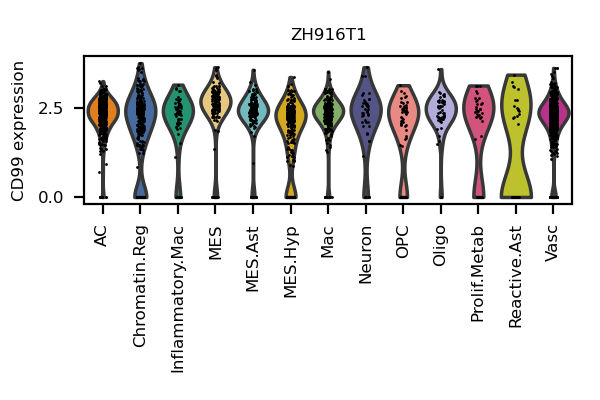 ZH916T1
CD99 expression
2.5
0.0
AC
Chromatin.Reg
Inflammatory.Mac
MES
MES.Ast
MES.Hyp
Mac
Neuron
OPC
Oligo
Prolif.Metab
Reactive.Ast
Vasc